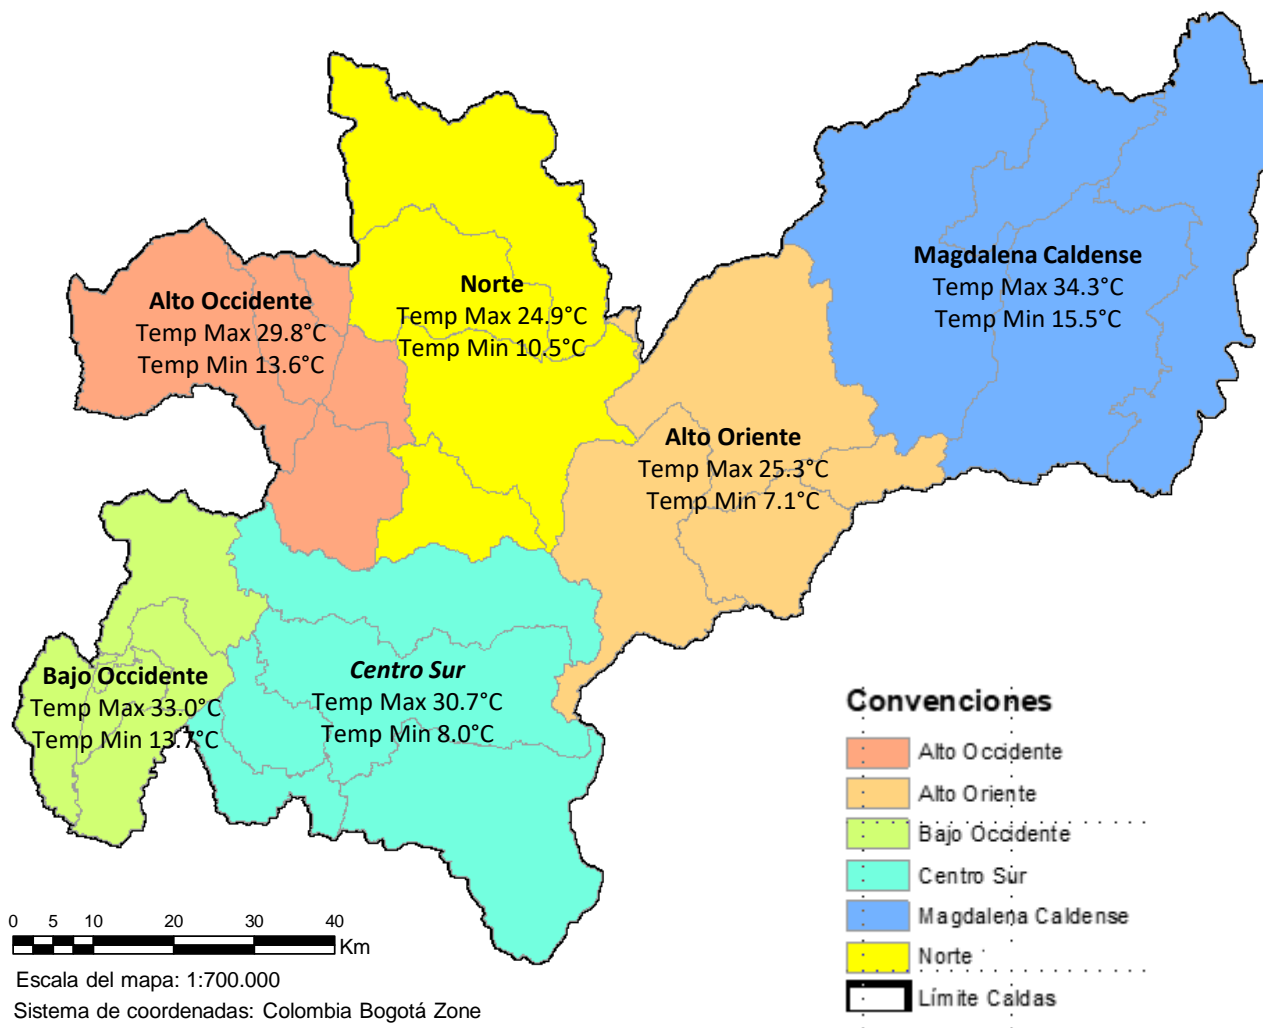 Magdalena Caldense
Temp Max 34.3°C
Temp Min 15.5°C
Norte
Temp Max 24.9°C
Temp Min 10.5°C
Alto Occidente
Temp Max 29.8°C
Temp Min 13.6°C
Alto Oriente
Temp Max 25.3°C
Temp Min 7.1°C
Bajo Occidente
Temp Max 33.0°C
Temp Min 13.7°C
Centro Sur
Temp Max 30.7°C
Temp Min 8.0°C
Convenciones
Alto Occidente
Alto Oriente
Bajo Occidente
Centro Sur
Magdalena Caldense
Norte
Límite Caldas
0 5 10 20 30 40
Km
Escala del mapa: 1:700.000
Sistema de coordenadas: Colombia Bogotá Zone